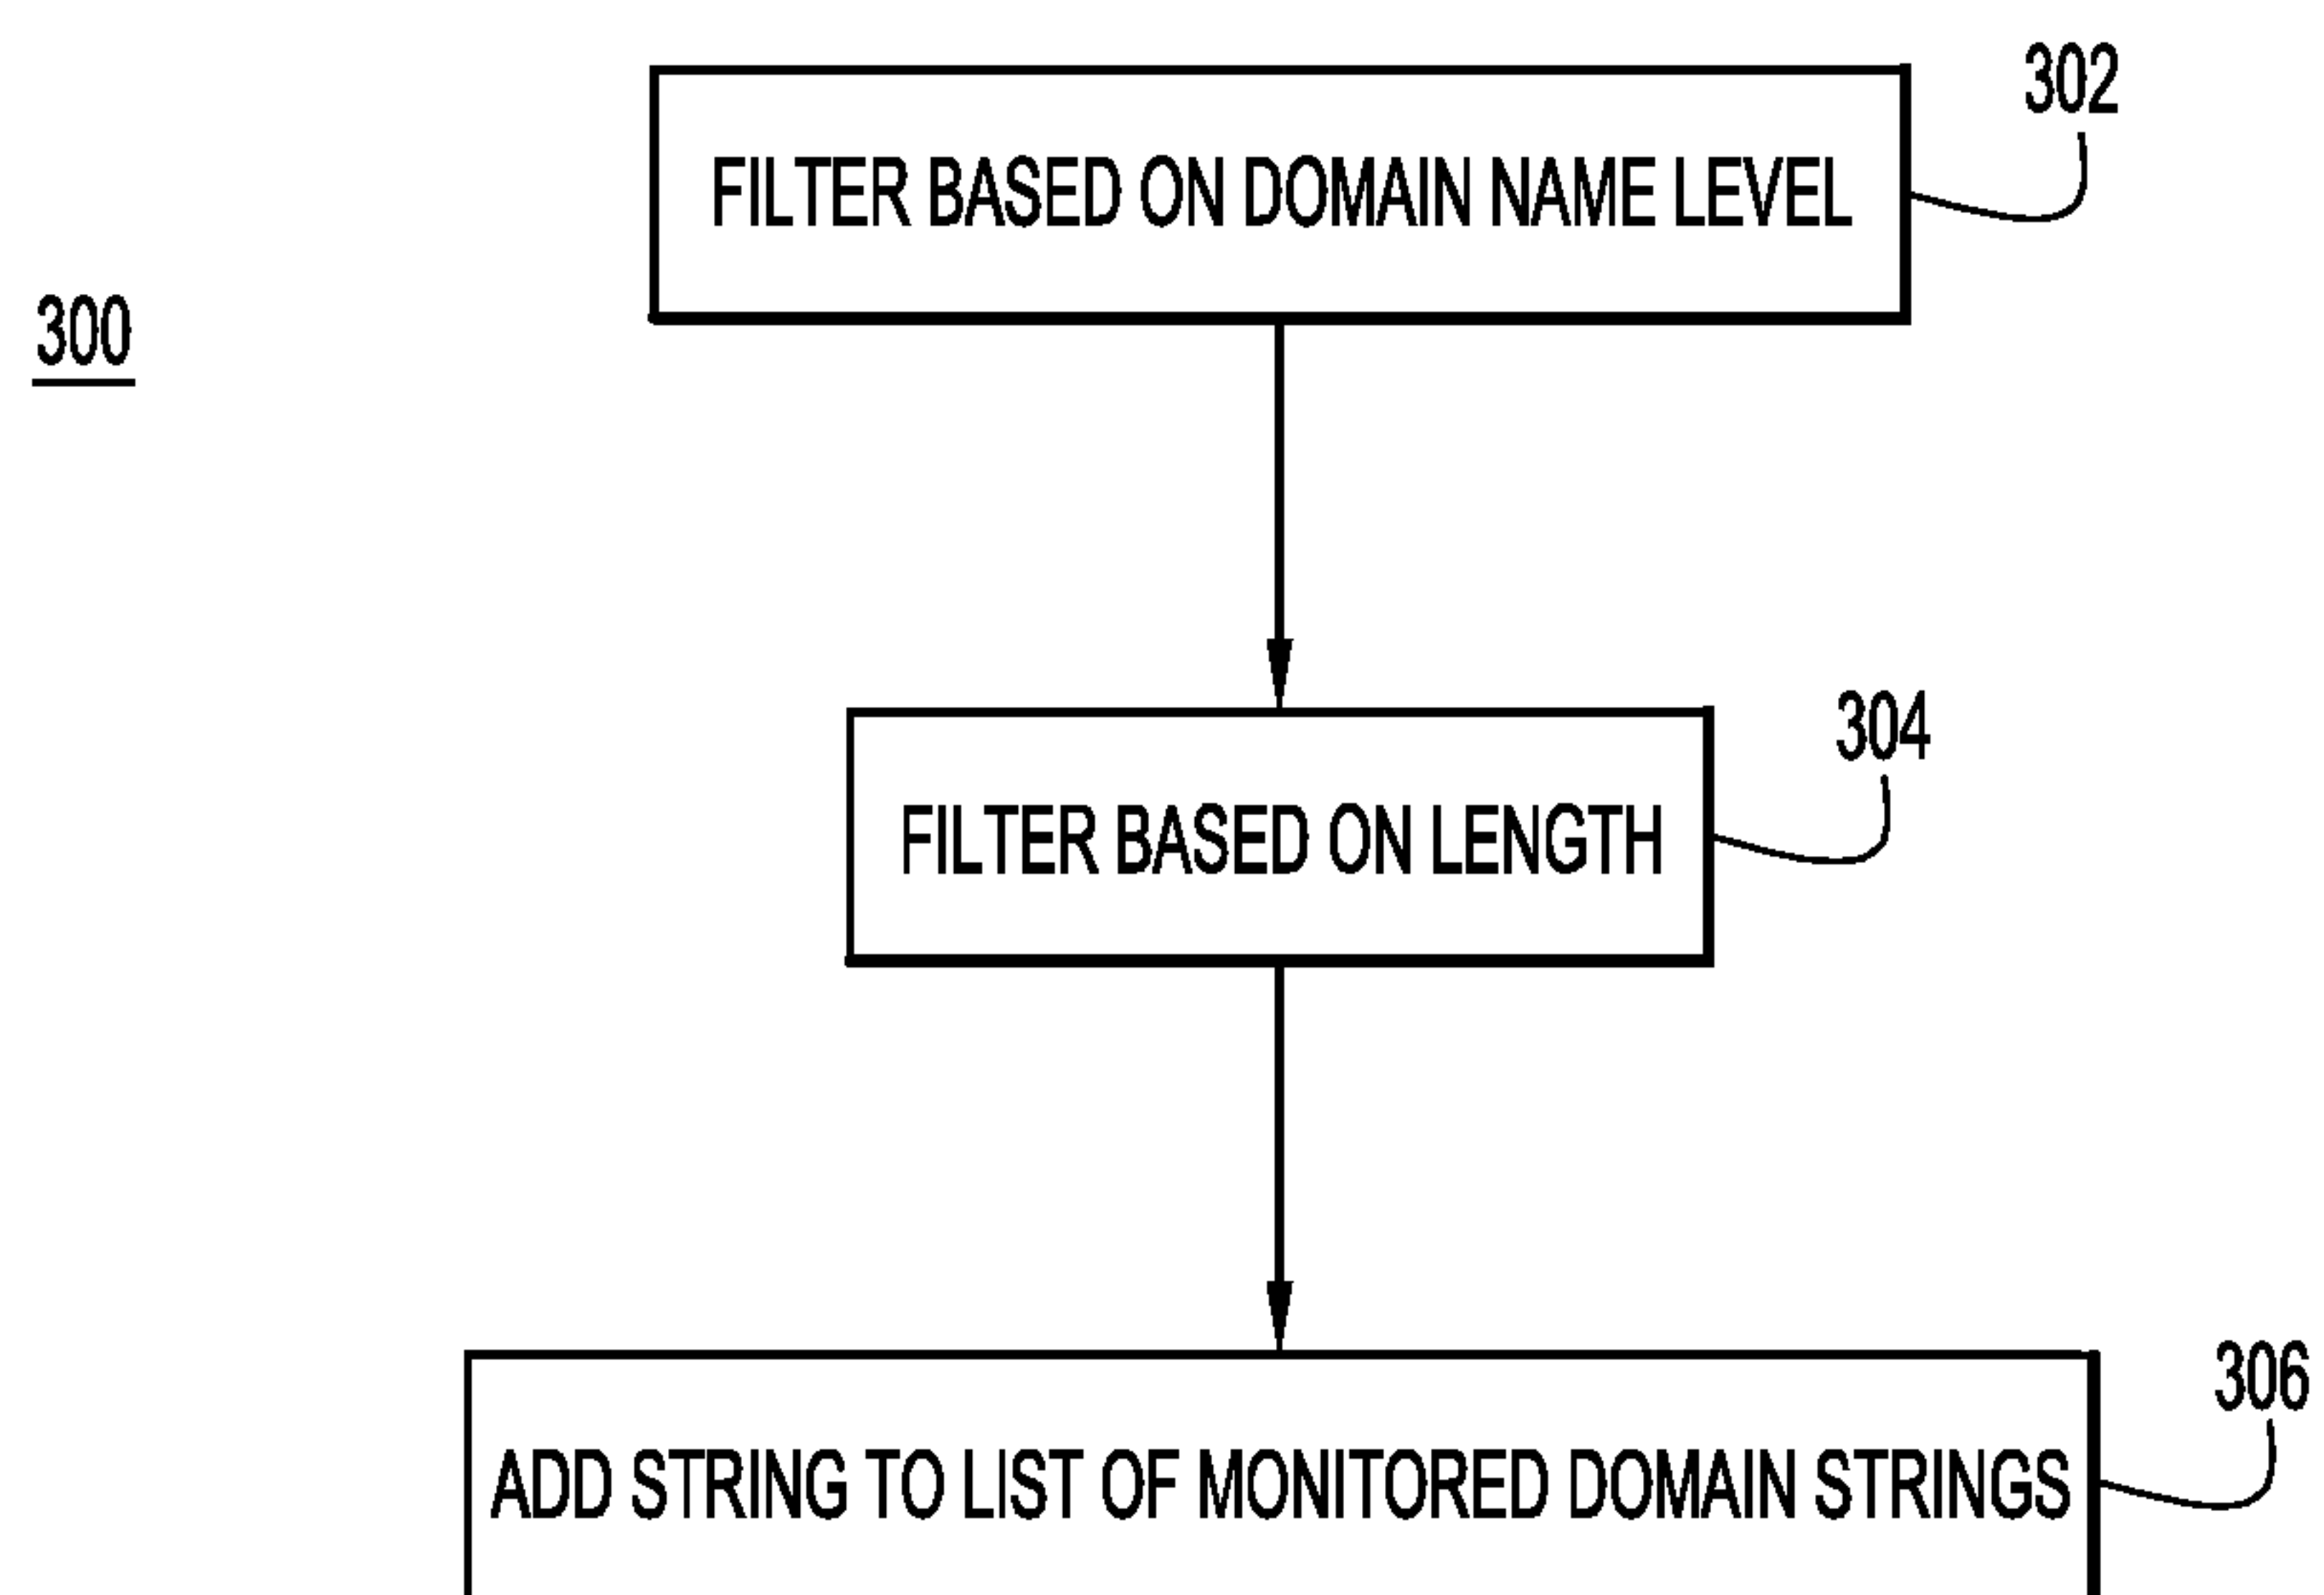 302
FILTER BASED ON DOMAIN NAME LEVEL
300
304
FILTER BASED ON LENGTH
306
ADD STRING TO LIST OF MONITORED DOMAIN STRINGS